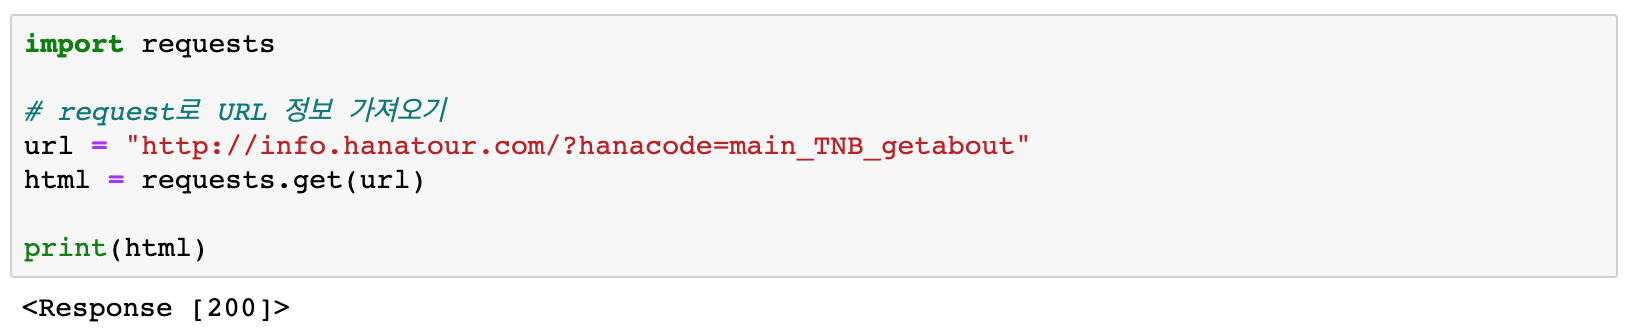 import requests
# request로 URL 정보 가져오기
url = "http://info.hanatour.com/?hanacode=main_TNB_getabout"
html = requests.get(url)
print(html)
<Response [200]>